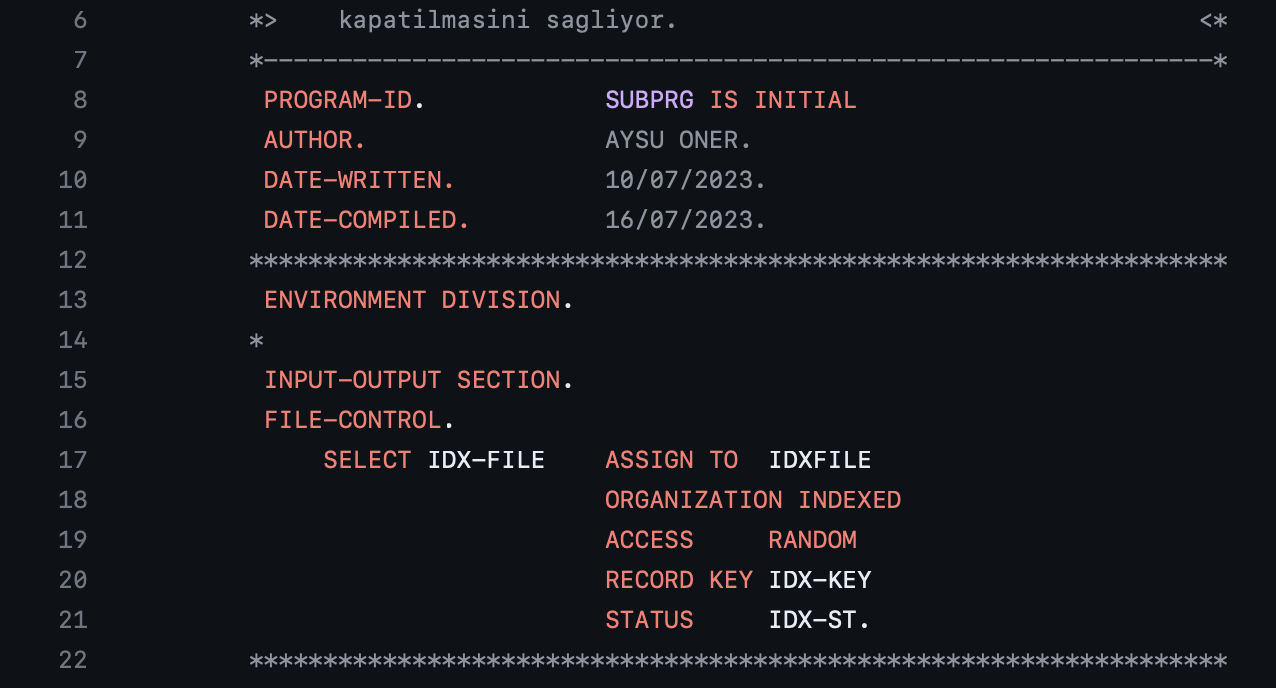 6 *> kapatilmasini sagliyor. <*
7 *----------------------------------------------------------------*
8 PROGRAM-ID. SUBPRG IS INITIAL
9 AUTHOR. AYSU ONER.
10 DATE-WRITTEN. 10/07/2023.
11 DATE-COMPILED. 16/07/2023.
12 ******************************************************************
13 ENVIRONMENT DIVISION.
14 *
15 INPUT-OUTPUT SECTION.
16 FILE-CONTROL.
17 SELECT IDX-FILE ASSIGN TO IDXFILE
18 ORGANIZATION INDEXED
19 ACCESS RANDOM
20 RECORD KEY IDX-KEY
21 STATUS IDX-ST.
22 ******************************************************************